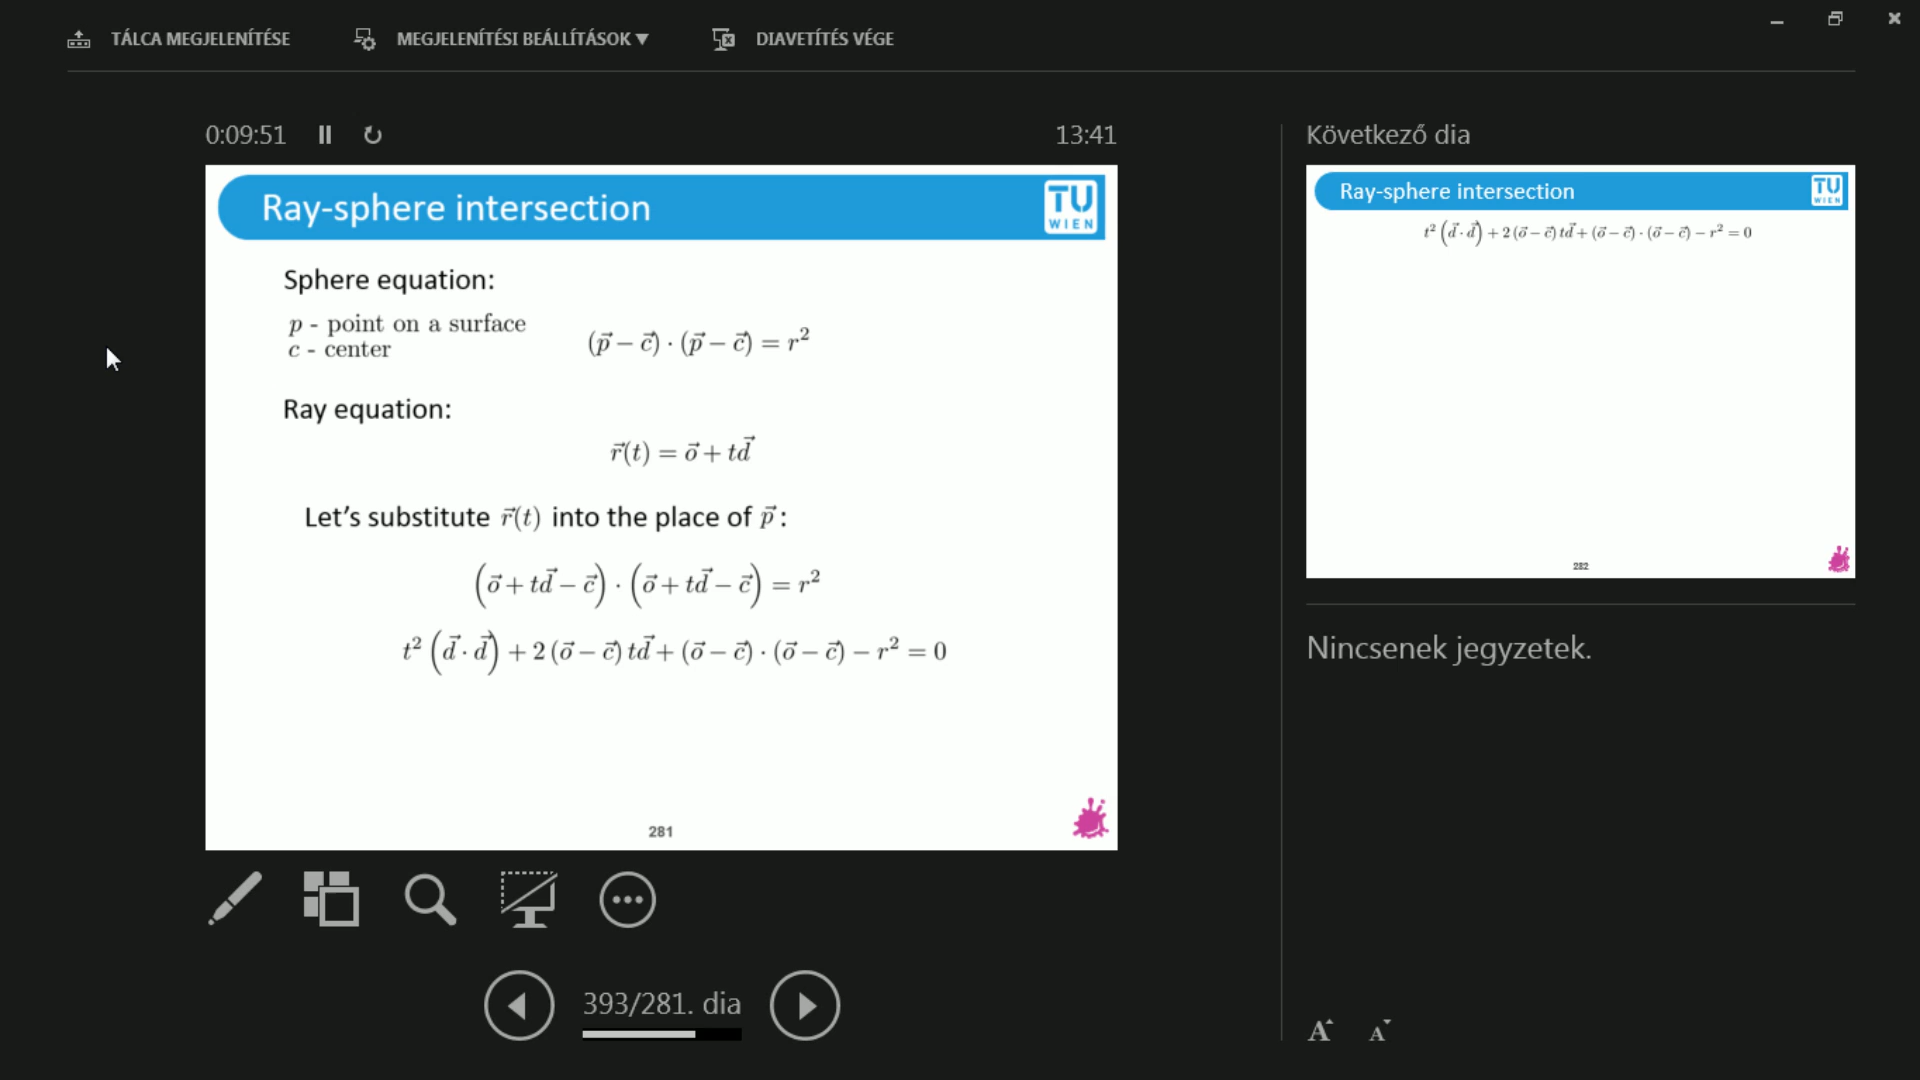 TÁLCA MEGJELENÍTÉSE MEGJELENÍTÉSI BEÁLLÍTÁSOK ▼ DIAVETÍTÉS VÉGE
0:09:51 13:41
Ray-sphere intersection
TU
WIEN
Sphere equation:
p - point on a surface
c - center
(p⃗ − c⃗) · (p⃗ − c⃗) = r²
Ray equation:
r⃗(t) = o⃗ + td⃗
Let's substitute r⃗(t) into the place of p⃗ :
(o⃗ + td⃗ − c⃗) · (o⃗ + td⃗ − c⃗) = r²
t² (d⃗ · d⃗) + 2 (o⃗ − c⃗) td⃗ + (o⃗ − c⃗) · (o⃗ − c⃗) − r² = 0
281
393/281. dia
Következő dia
Ray-sphere intersection
TU
WIEN
t² (d⃗ · d⃗) + 2 (o⃗ − c⃗) td⃗ + (o⃗ − c⃗) · (o⃗ − c⃗) − r² = 0
282
Nincsenek jegyzetek.
A A